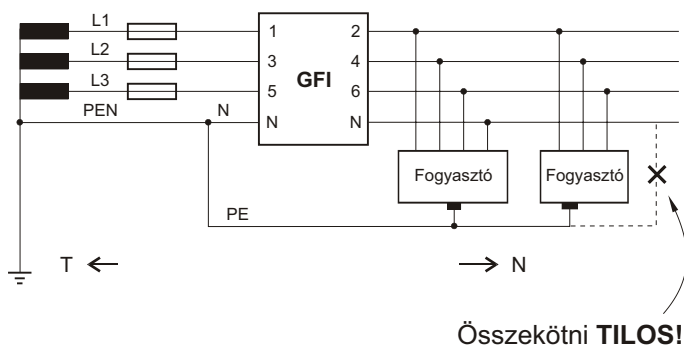 L1
L2
L3
PEN N
1 2
3 4
5 6
N N
GFI
Fogyasztó Fogyasztó
PE
T N
Összekötni TILOS!